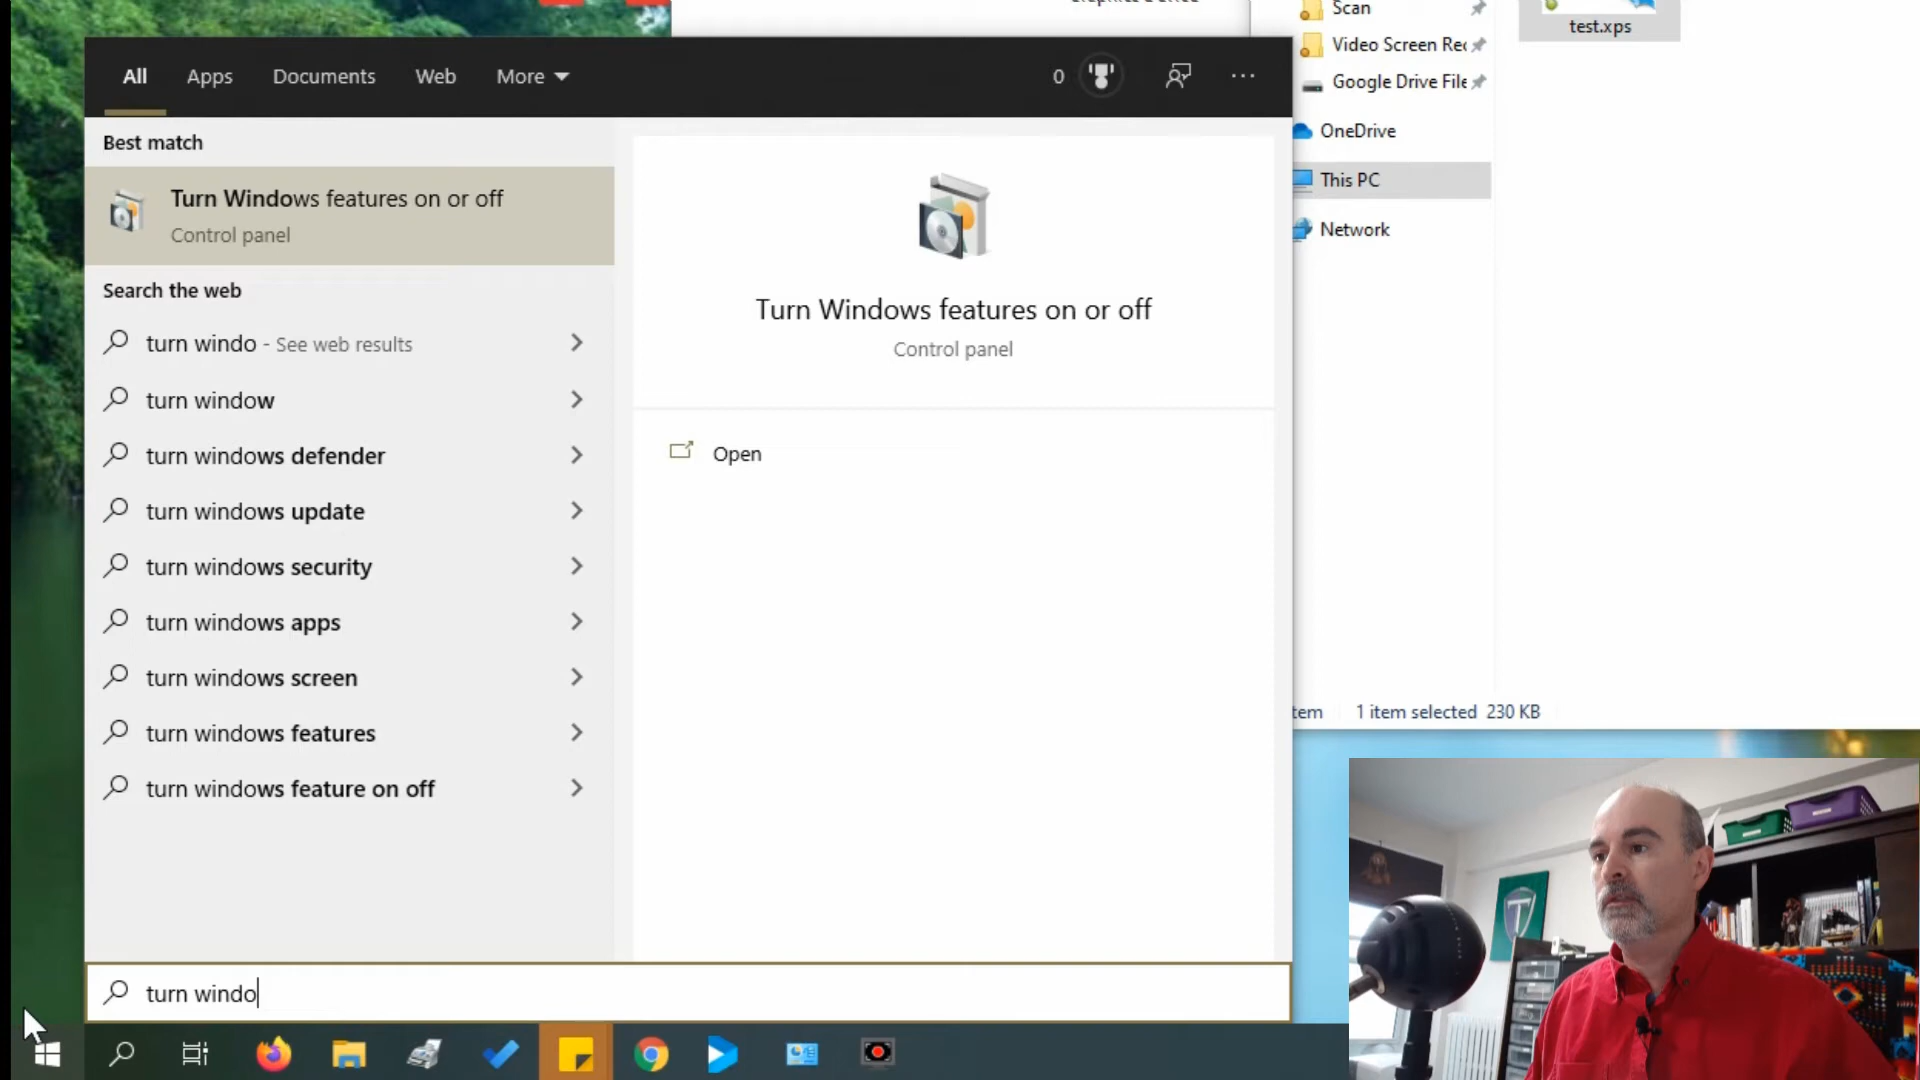 Scan
test.xps
Video Screen Rec
Google Drive File
OneDrive
This PC
Network
All Apps Documents Web More 0
Best match
Turn Windows features on or off
Control panel
Search the web
turn windo - See web results
turn window
turn windows defender
turn windows update
turn windows security
turn windows apps
turn windows screen
turn windows features
turn windows feature on off
Turn Windows features on or off
Control panel
Open
tem 1 item selected 230 KB
turn windo